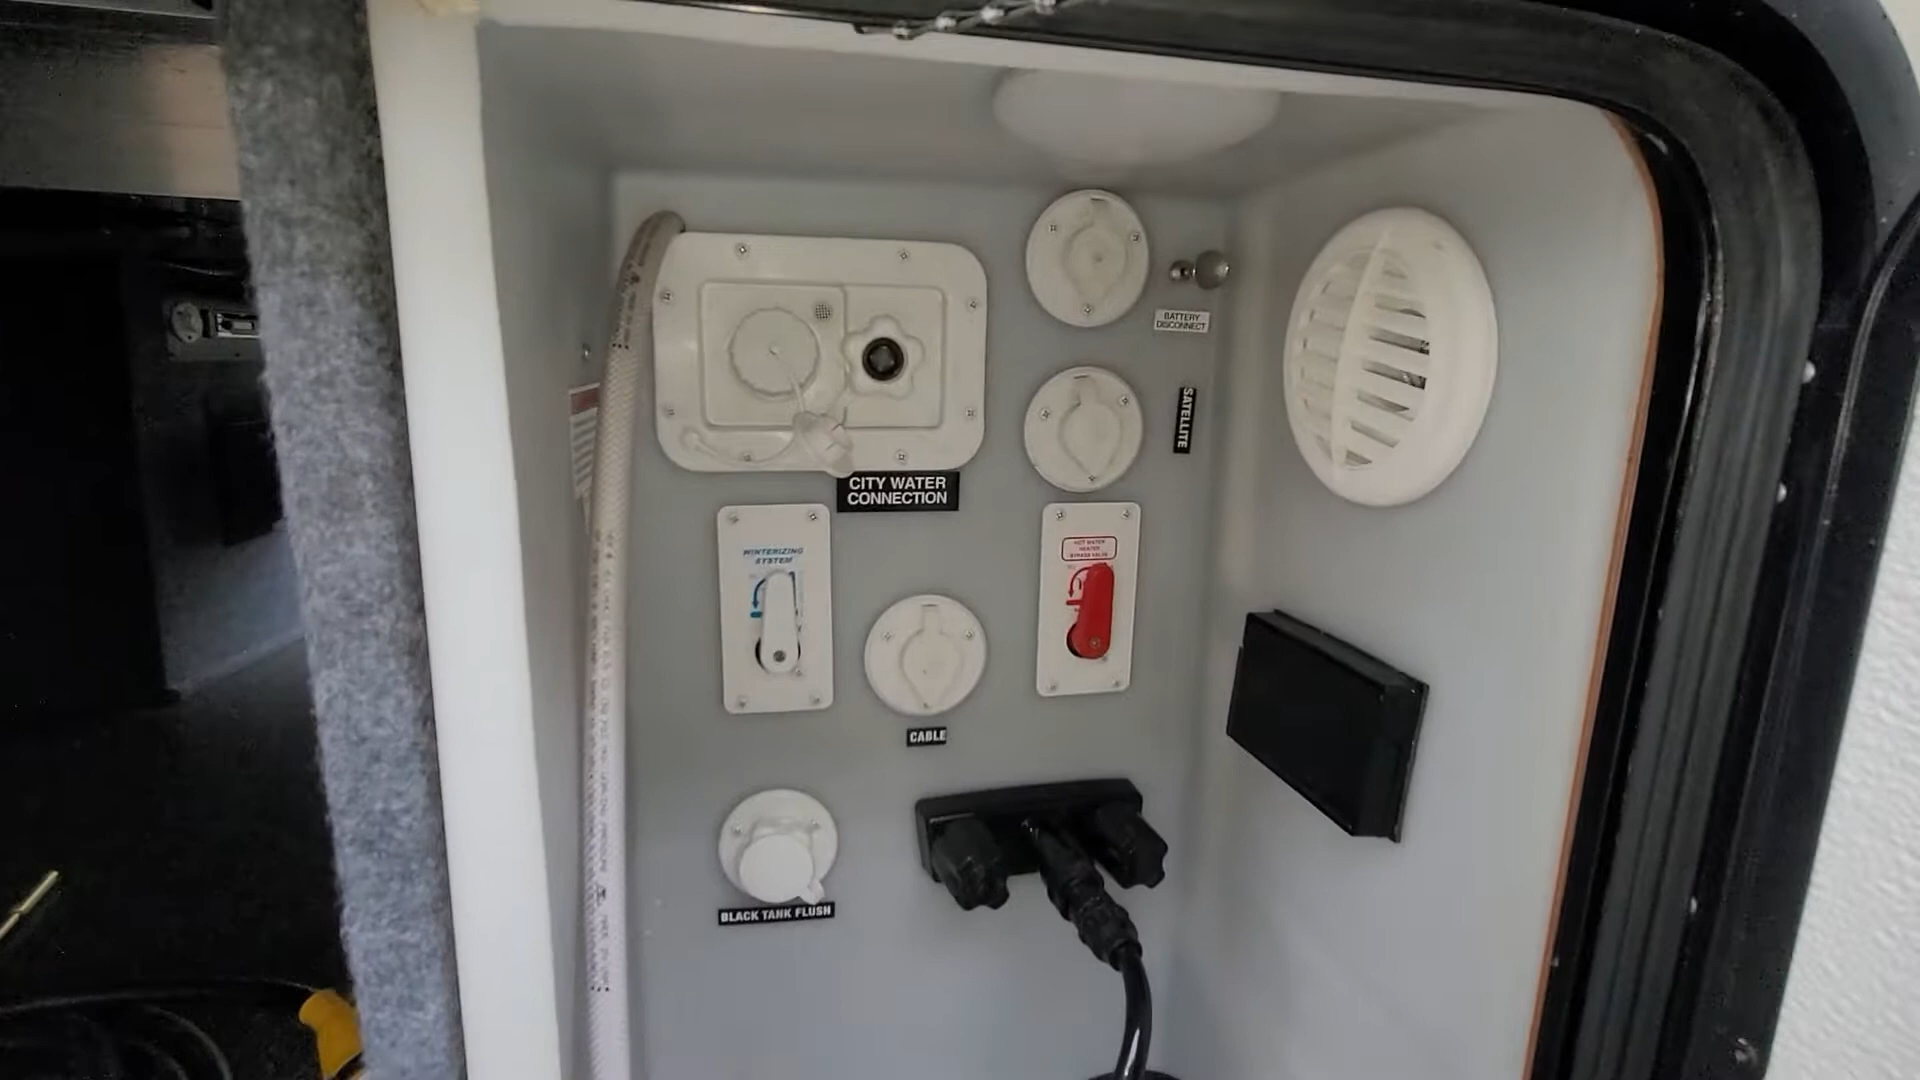 BATTERY
DISCONNECT
SATELLITE
CITY WATER
CONNECTION
WINTERIZING
SYSTEM
HOT WATER
HEATER
BYPASS VALVE
CABLE
BLACK TANK FLUSH